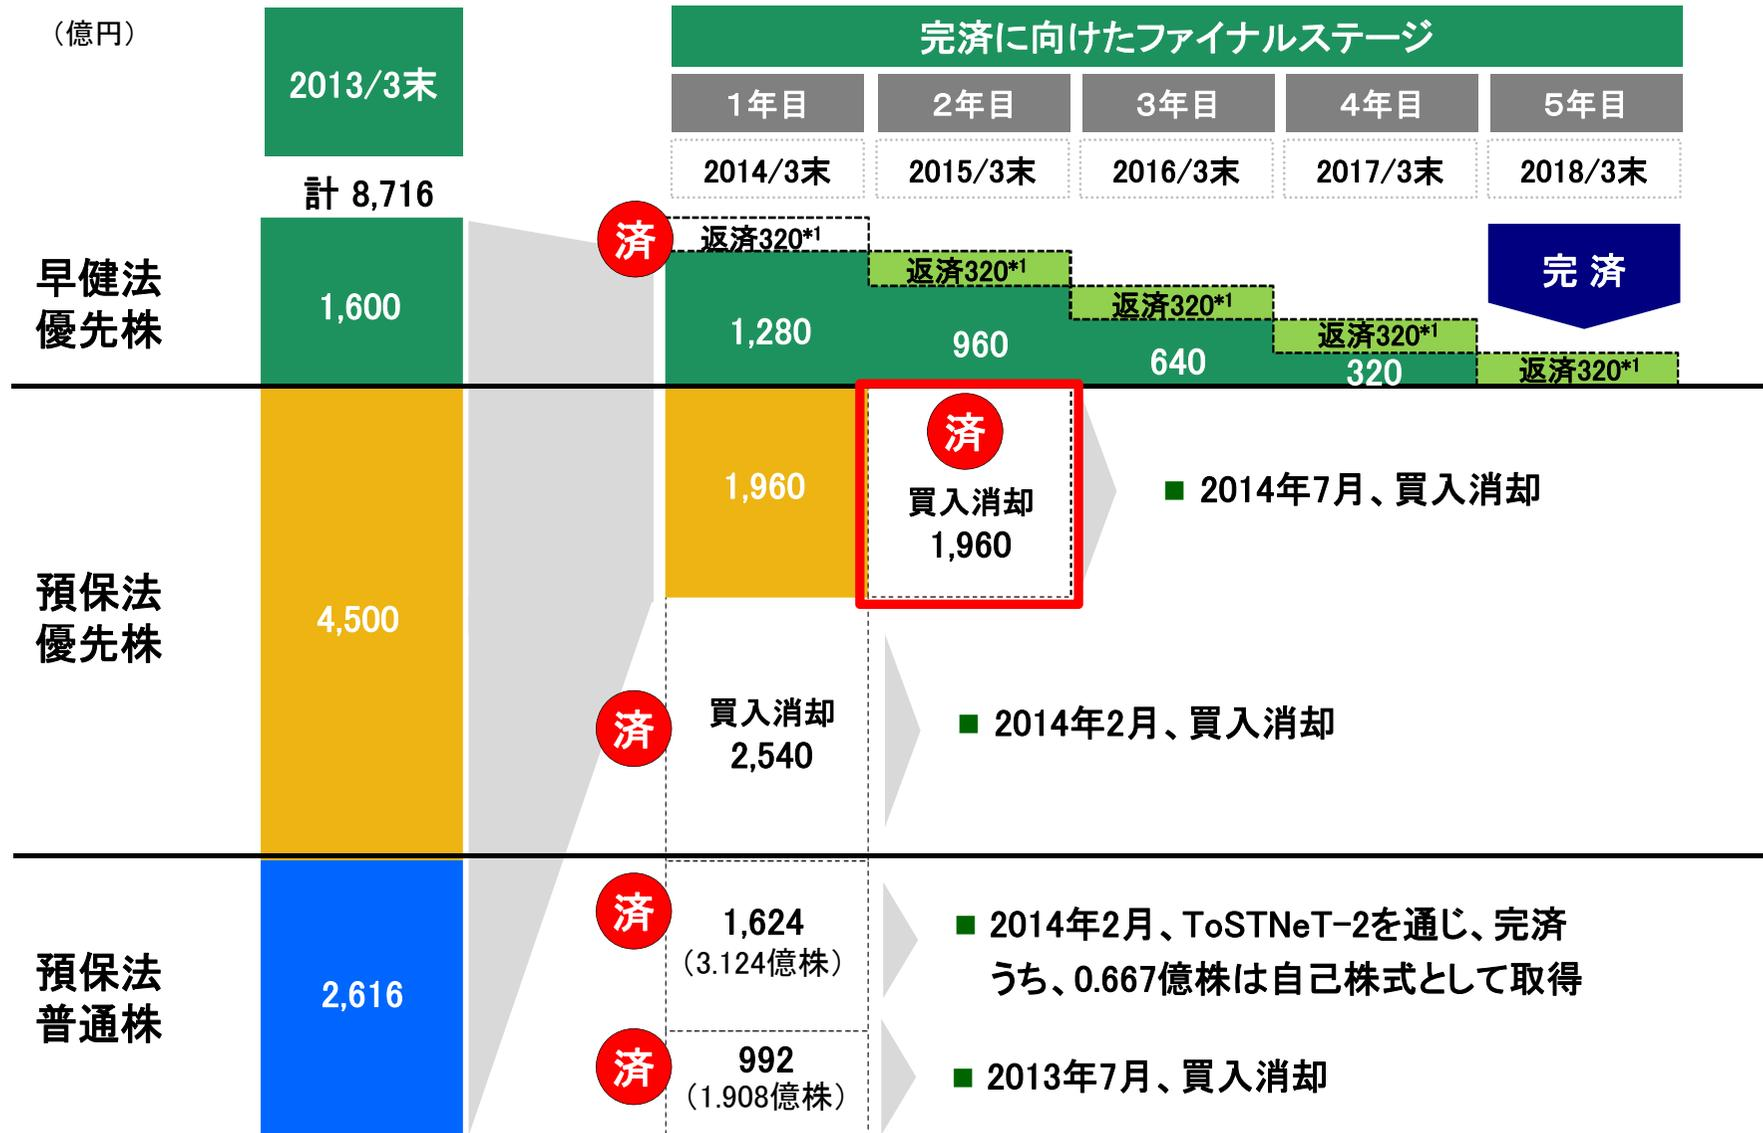 （億円）
2013/3末
完済に向けたファイナルステージ
1年目
2年目
3年目
4年目
5年目
2014/3末
2015/3末
2016/3末
2017/3末
2018/3末
計 8,716
早健法
優先株
1,600
済
返済320*1
1,280
返済320*1
960
返済320*1
640
返済320*1
320
完 済
返済320*1
預保法
優先株
4,500
1,960
済
買入消却
1,960
■ 2014年7月、買入消却
済
買入消却
2,540
■ 2014年2月、買入消却
預保法
普通株
2,616
済
1,624
（3.124億株）
■ 2014年2月、ToSTNeT-2を通じ、完済
うち、0.667億株は自己株式として取得
済
992
（1.908億株）
■ 2013年7月、買入消却